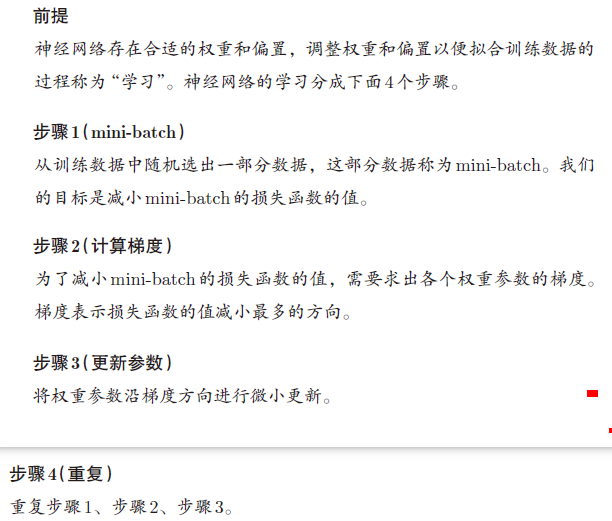 前提
神经网络存在合适的权重和偏置，调整权重和偏置以便拟合训练数据的
过程称为“学习”。神经网络的学习分成下面4个步骤。
步骤1(mini-batch)
从训练数据中随机选出一部分数据，这部分数据称为mini-batch。我们
的目标是减小mini-batch的损失函数的值。
步骤2(计算梯度)
为了减小mini-batch的损失函数的值，需要求出各个权重参数的梯度。
梯度表示损失函数的值减小最多的方向。
步骤3(更新参数)
将权重参数沿梯度方向进行微小更新。
步骤4(重复)
重复步骤1、步骤2、步骤3。